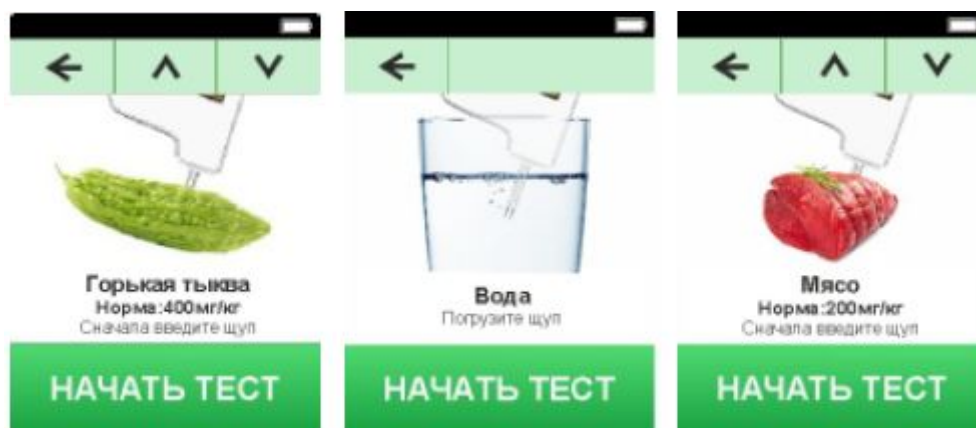 Горькая тыква
Норма:400мг/кг
Сначала введите щуп
НАЧАТЬ ТЕСТ
Вода
Погрузите щуп
НАЧАТЬ ТЕСТ
Мясо
Норма:200мг/кг
Сначала введите щуп
НАЧАТЬ ТЕСТ